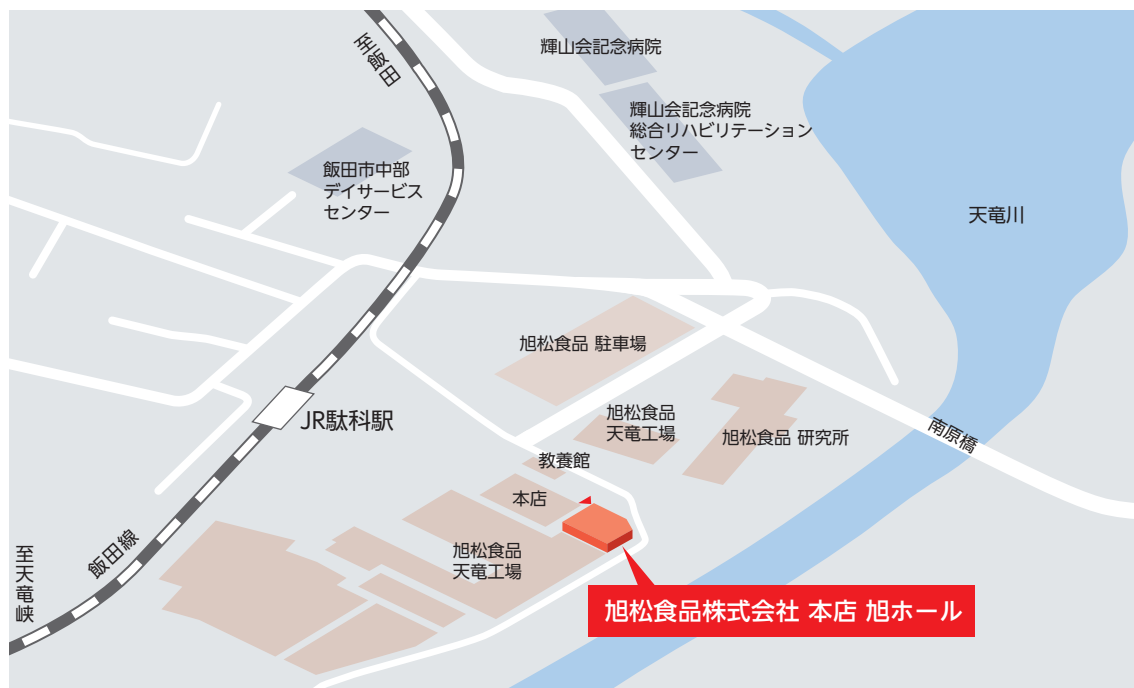 至飯田
輝山会記念病院
輝山会記念病院
総合リハビリテーション
センター
飯田市中部
デイサービス
センター
天竜川
旭松食品 駐車場
JR駄科駅
旭松食品
天竜工場
旭松食品 研究所
南原橋
教養館
本店
旭松食品
天竜工場
飯田線
至天竜峡
旭松食品株式会社 本店 旭ホール